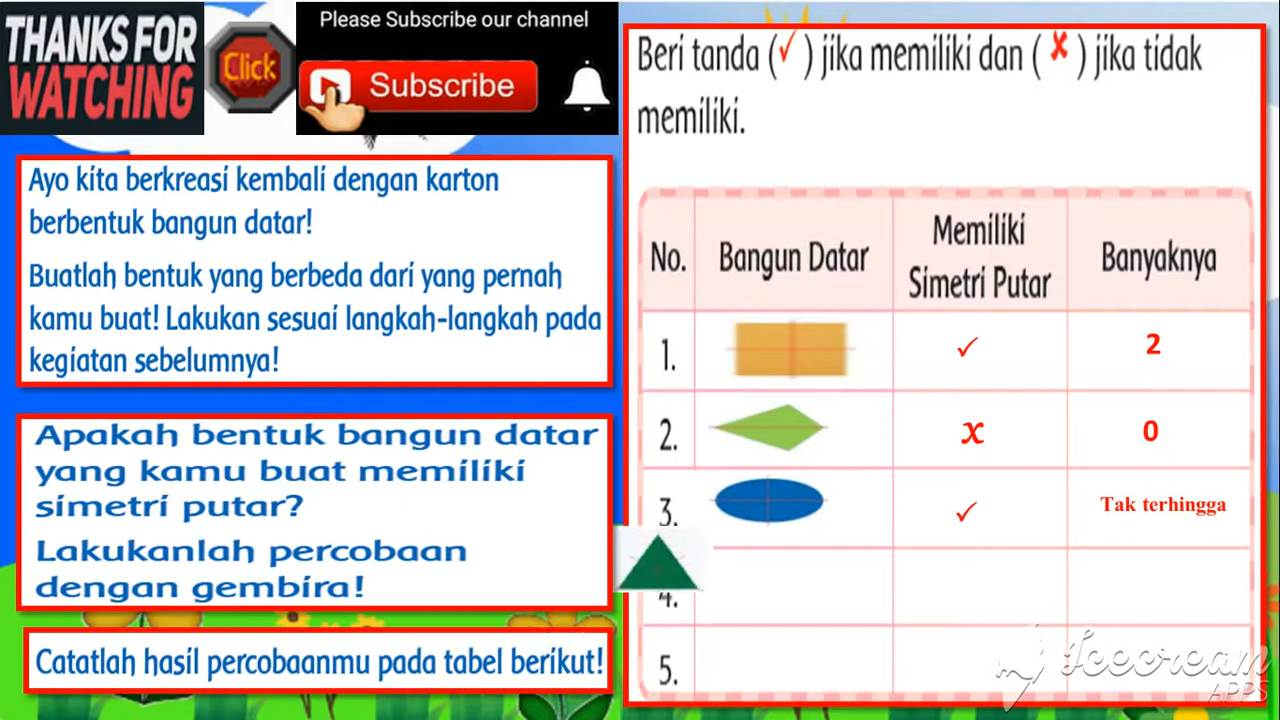 THANKS FOR
WATCHING
Click
Please Subscribe our channel
Subscribe
Ayo kita berkreasi kembali dengan karton
berbentuk bangun datar!
Buatlah bentuk yang berbeda dari yang pernah
kamu buat! Lakukan sesuai langkah-langkah pada
kegiatan sebelumnya!
Apakah bentuk bangun datar
yang kamu buat memiliki
simetri putar?
Lakukanlah percobaan
dengan gembira!
Catatlah hasil percobaanmu pada tabel berikut!
Beri tanda (✓) jika memiliki dan (✘) jika tidak
memiliki.
No. Bangun Datar Memiliki Simetri Putar Banyaknya
1. ✓ 2
2. x 0
3. ✓ Tak terhingga
4.
5.
Icecream
APPS